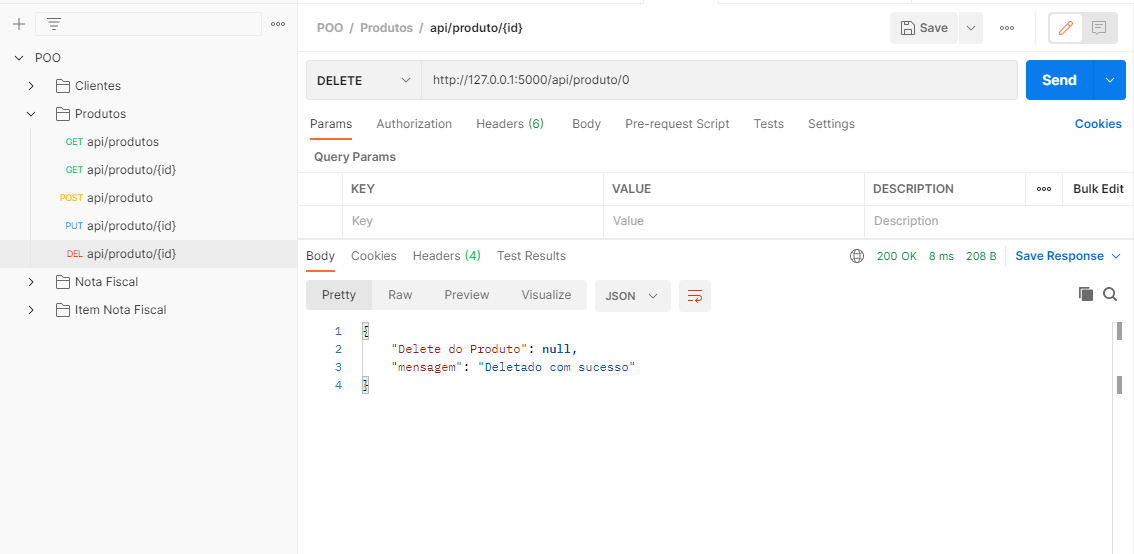 POO / Produtos / api/produto/{id}
Save
POO
Clientes
Produtos
GET api/produtos
GET api/produto/{id}
POST api/produto
PUT api/produto/{id}
DEL api/produto/{id}
Nota Fiscal
Item Nota Fiscal
DELETE http://127.0.0.1:5000/api/produto/0 Send
Params Authorization Headers (6) Body Pre-request Script Tests Settings Cookies
Query Params
KEY VALUE DESCRIPTION Bulk Edit
Key Value Description
Body Cookies Headers (4) Test Results 200 OK 8 ms 208 B Save Response
Pretty Raw Preview Visualize JSON
1 {
2 "Delete do Produto": null,
3 "mensagem": "Deletado com sucesso"
4 }